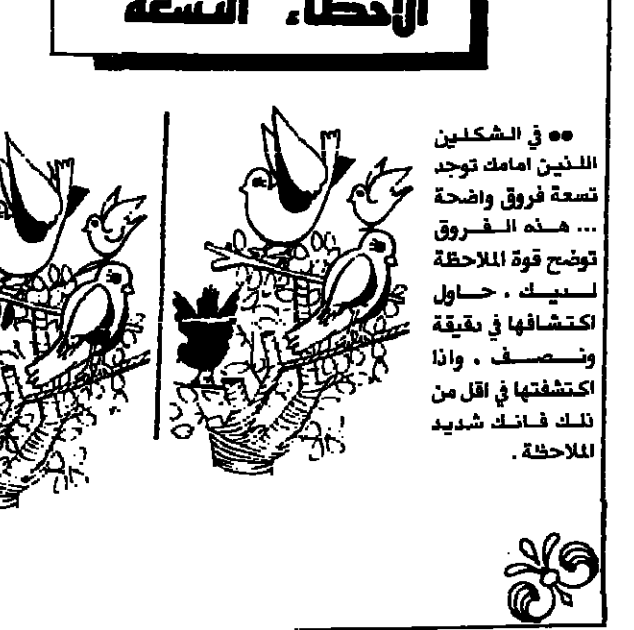 الأخطاء التسعة
●● في الشكلين
اللذين امامك توجد
تسعة فروق واضحة
... هذه الفروق
توضح قوة الملاحظة
لديك . حاول
اكتشافها في دقيقة
ونصف . واذا
اكتشفتها في اقل من
ذلك فانك شديد
الملاحظة .